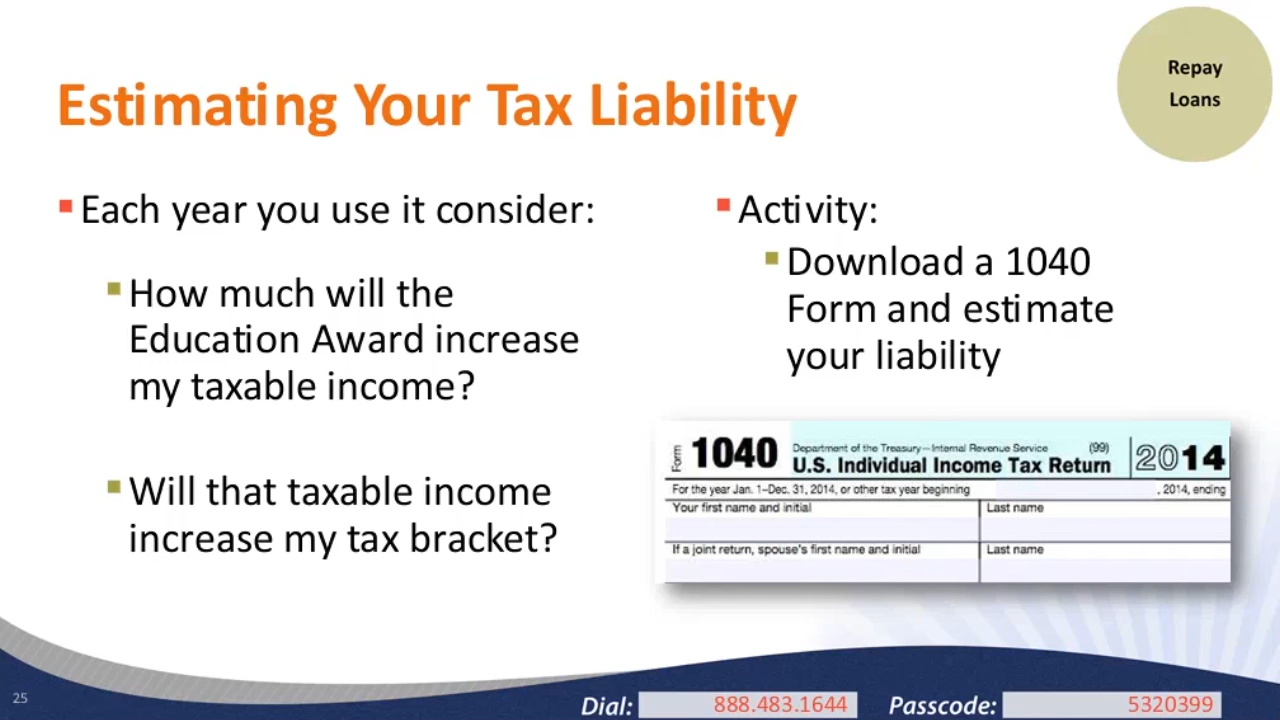 Repay
Loans
Estimating Your Tax Liability
Each year you use it consider:
How much will the
Education Award increase
my taxable income?
Will that taxable income
increase my tax bracket?
Activity:
Download a 1040
Form and estimate
your liability
Form 1040 Department of the Treasury—Internal Revenue Service (99)
U.S. Individual Income Tax Return 2014
For the year Jan. 1–Dec. 31, 2014, or other tax year beginning , 2014, ending
Your first name and initial Last name
If a joint return, spouse's first name and initial Last name
25
Dial: 888.483.1644 Passcode: 5320399